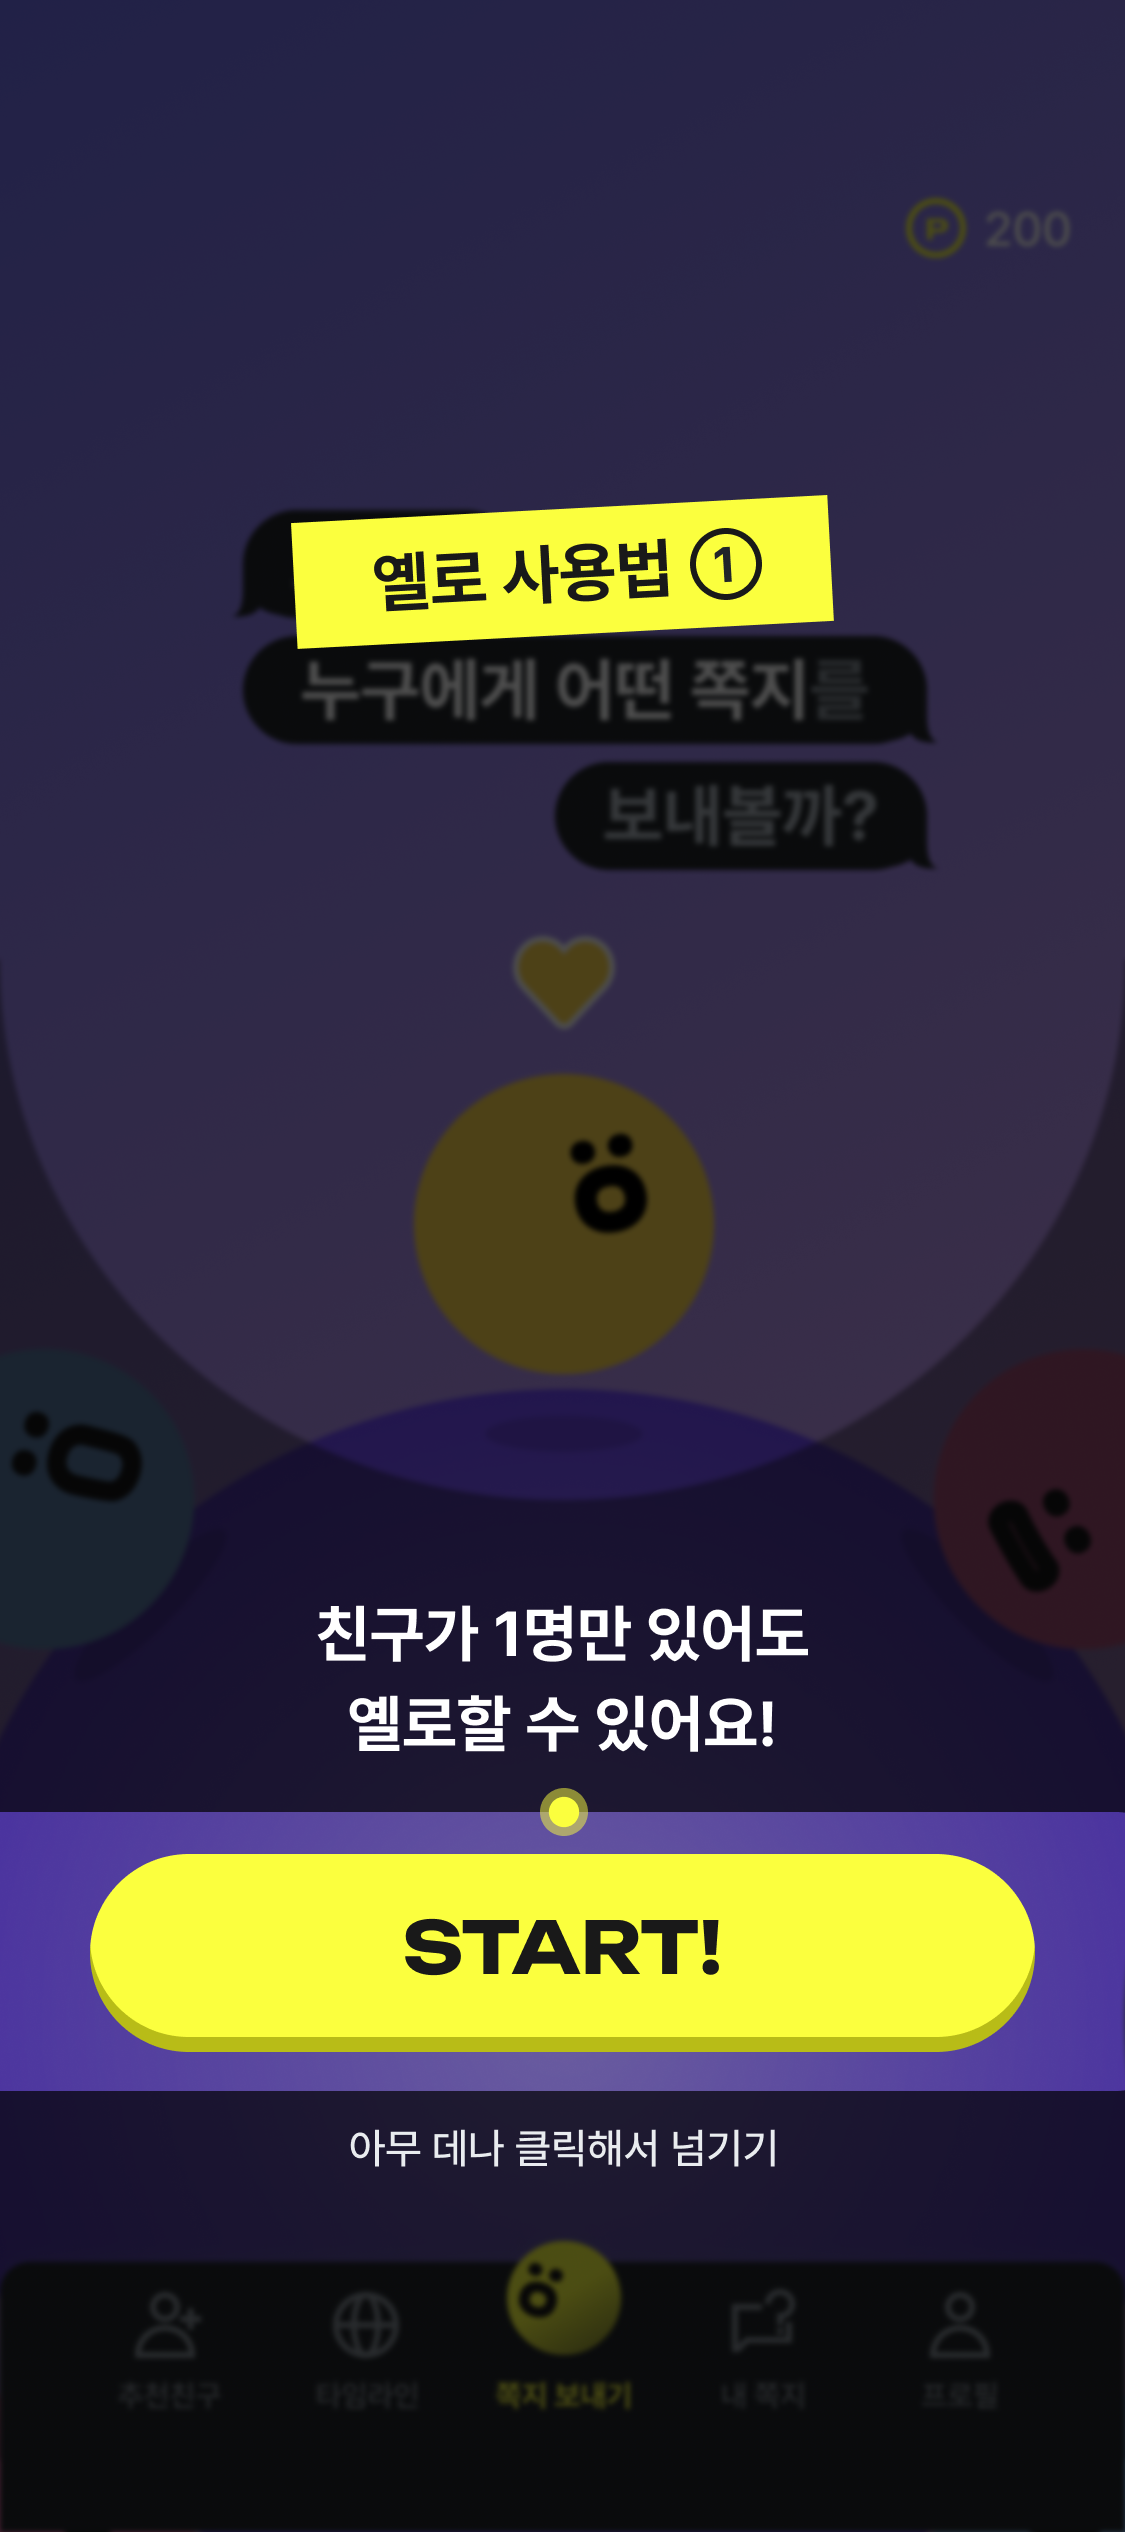 P 200
옐로 사용법 ①
누구에게 어떤 쪽지를
보내볼까?
친구가 1명만 있어도
옐로할 수 있어요!
START!
아무 데나 클릭해서 넘기기
추천친구 타임라인 쪽지 보내기 내 쪽지 프로필